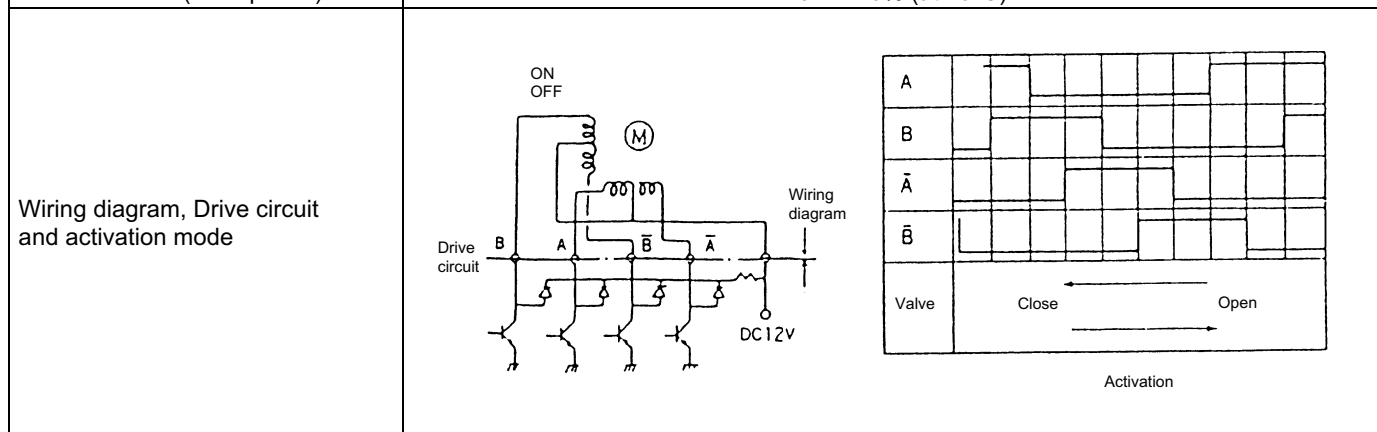 Wiring diagram, Drive circuit
and activation mode
ON
OFF
M
Wiring
diagram
Drive
circuit
B A B̄ Ā
DC12V
A
B
Ā
B̄
Valve Close Open
Activation